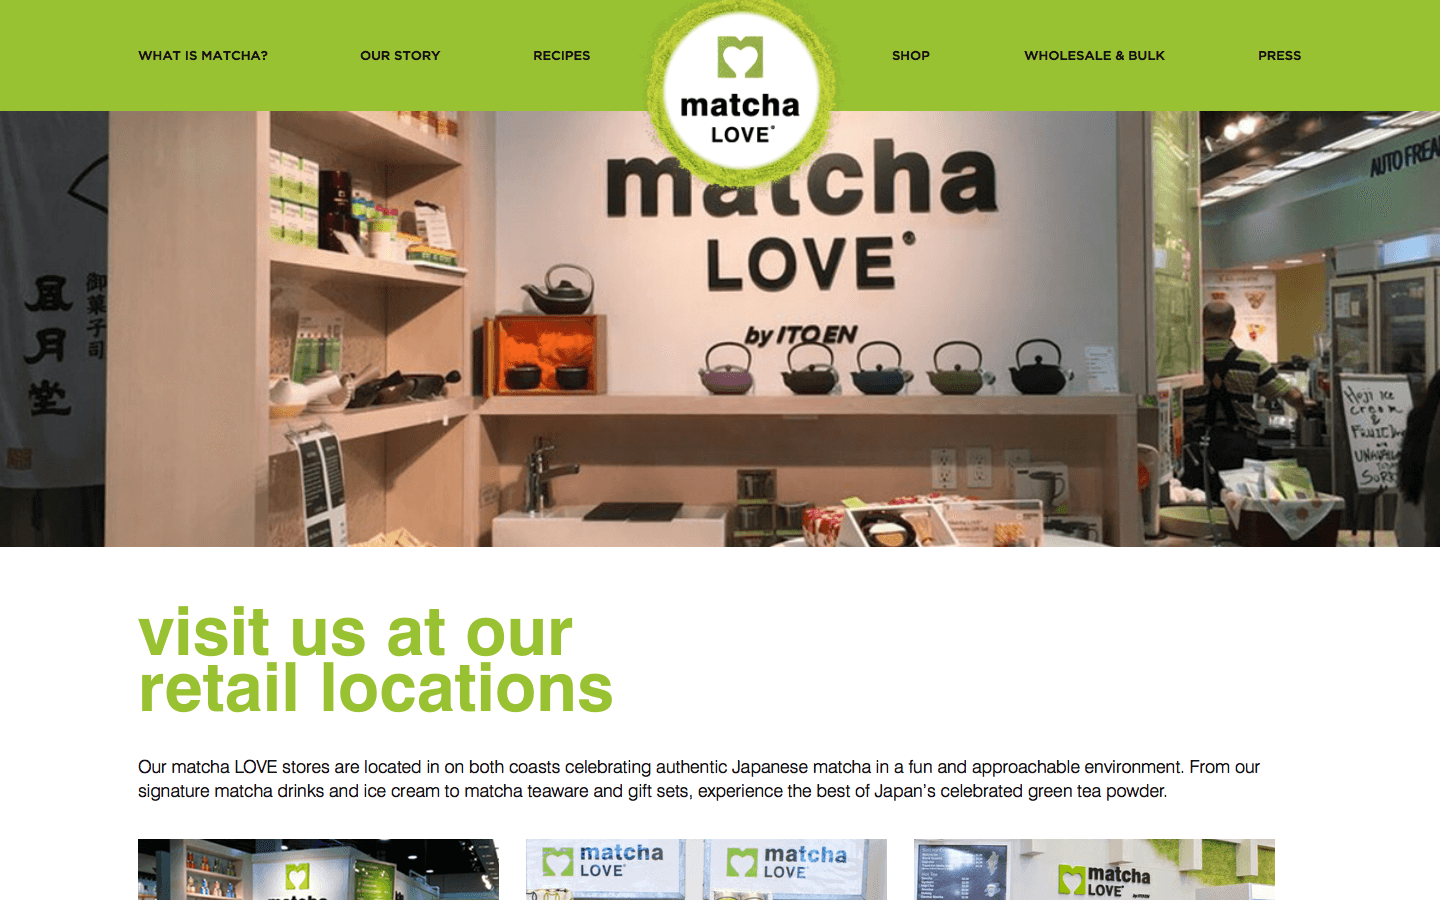 WHAT IS MATCHA?
OUR STORY
RECIPES
matcha
LOVE
SHOP
WHOLESALE & BULK
PRESS
matcha
LOVE®
by ITO EN
AUTO FREA
御菓子司
風月堂
Hoji Ice
Cream
&
visit us at our
retail locations
Our matcha LOVE stores are located in on both coasts celebrating authentic Japanese matcha in a fun and approachable environment. From our
signature matcha drinks and ice cream to matcha teaware and gift sets, experience the best of Japan’s celebrated green tea powder.
matcha
LOVE
matcha
LOVE
matcha
LOVE